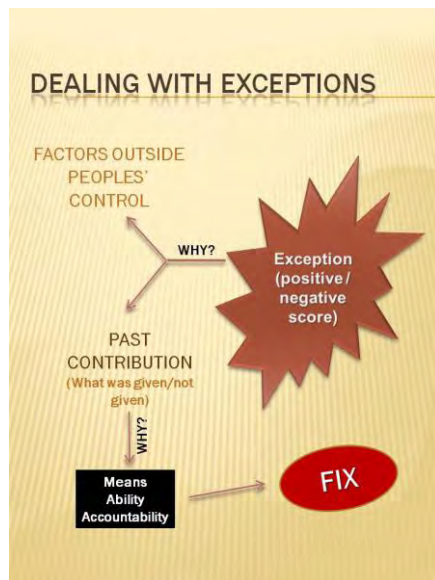 DEALING WITH EXCEPTIONS
FACTORS OUTSIDE
PEOPLES'
CONTROL
WHY?
Exception
(positive/
negative
score)
PAST
CONTRIBUTION
(What was given/not
given)
WHY?
Means
Ability
Accountability
FIX